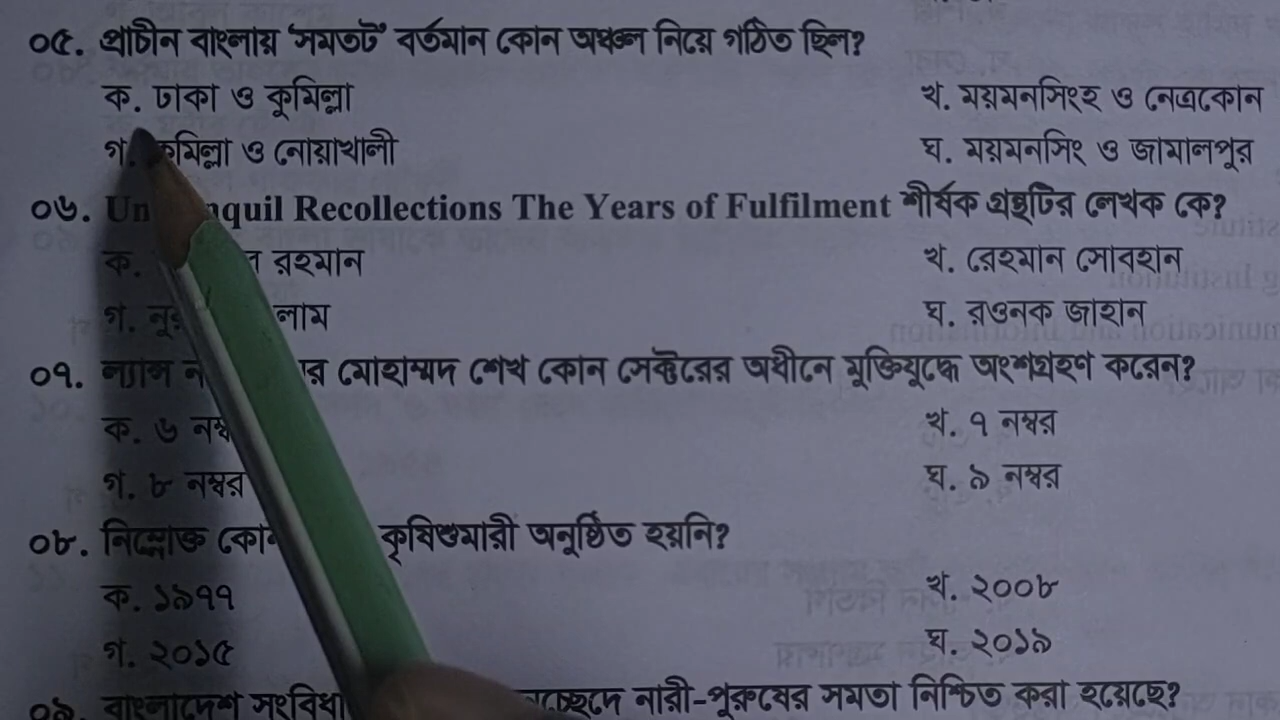 ০৫. প্রাচীন বাংলায় ‘সমতট’ বর্তমান কোন অঞ্চল নিয়ে গঠিত ছিল?
ক. ঢাকা ও কুমিল্লা খ. ময়মনসিংহ ও নেত্রকোন
গ. কুমিল্লা ও নোয়াখালী ঘ. ময়মনসিং ও জামালপুর
০৬. Recollections The Years of Fulfilment শীর্ষক গ্রন্থটির লেখক কে?
ক. রহমান খ. রেহমান সোবহান
গ. ঘ. রওনক জাহান
০৭. ল্যান্স মোহাম্মদ শেখ কোন সেক্টরের অধীনে মুক্তিযুদ্ধে অংশগ্রহণ করেন?
ক. ৬ খ. ৭ নম্বর
গ. ৮ নম্বর ঘ. ৯ নম্বর
০৮. নিম্নোক্ত কৃষিশুমারী অনুষ্ঠিত হয়নি?
ক. ১৯৭৭ খ. ২০০৮
গ. ২০১৫ ঘ. ২০১৯
০৯. বাংলাদেশ নারী-পুরুষের সমতা নিশ্চিত করা হয়েছে?